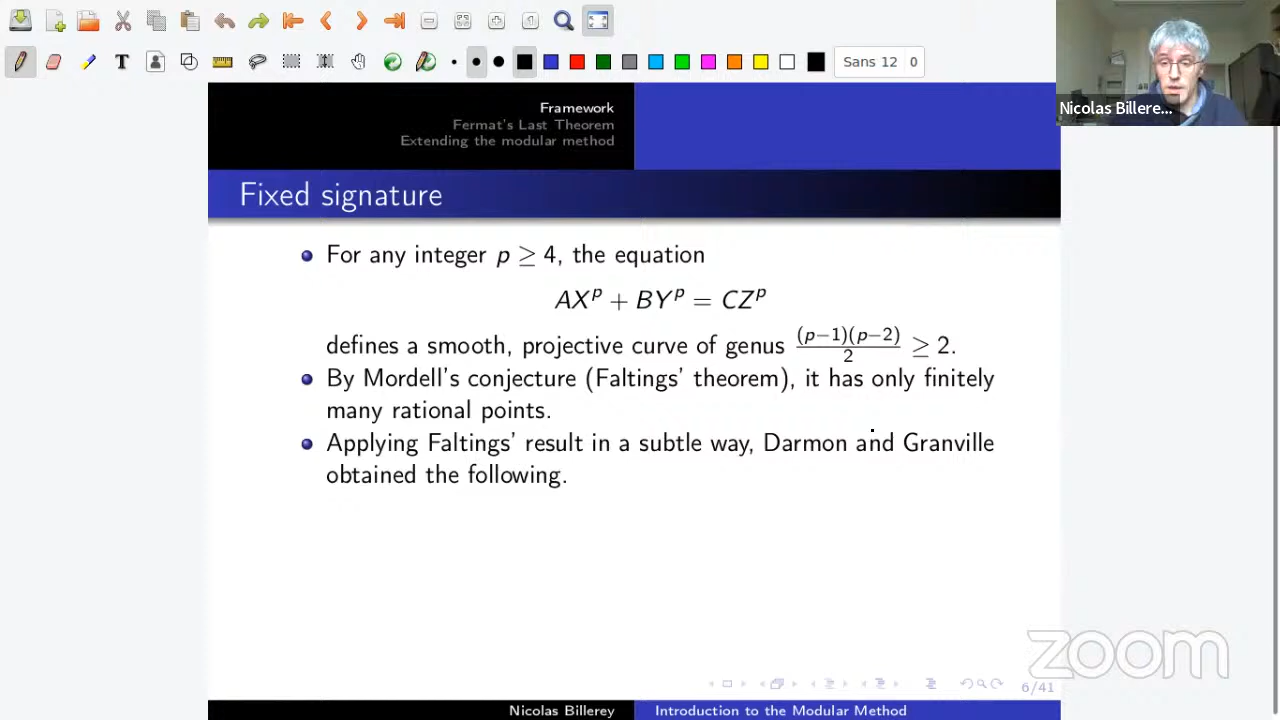 Sans 12 0
Nicolas Billere...
Framework
Fermat's Last Theorem
Extending the modular method
Fixed signature
For any integer p ≥ 4, the equation
AX^p + BY^p = CZ^p
defines a smooth, projective curve of genus (p−1)(p−2)/2 ≥ 2.
By Mordell's conjecture (Faltings' theorem), it has only finitely
many rational points.
Applying Faltings' result in a subtle way, Darmon and Granville
obtained the following.
zoom
6/41
Nicolas Billerey Introduction to the Modular Method